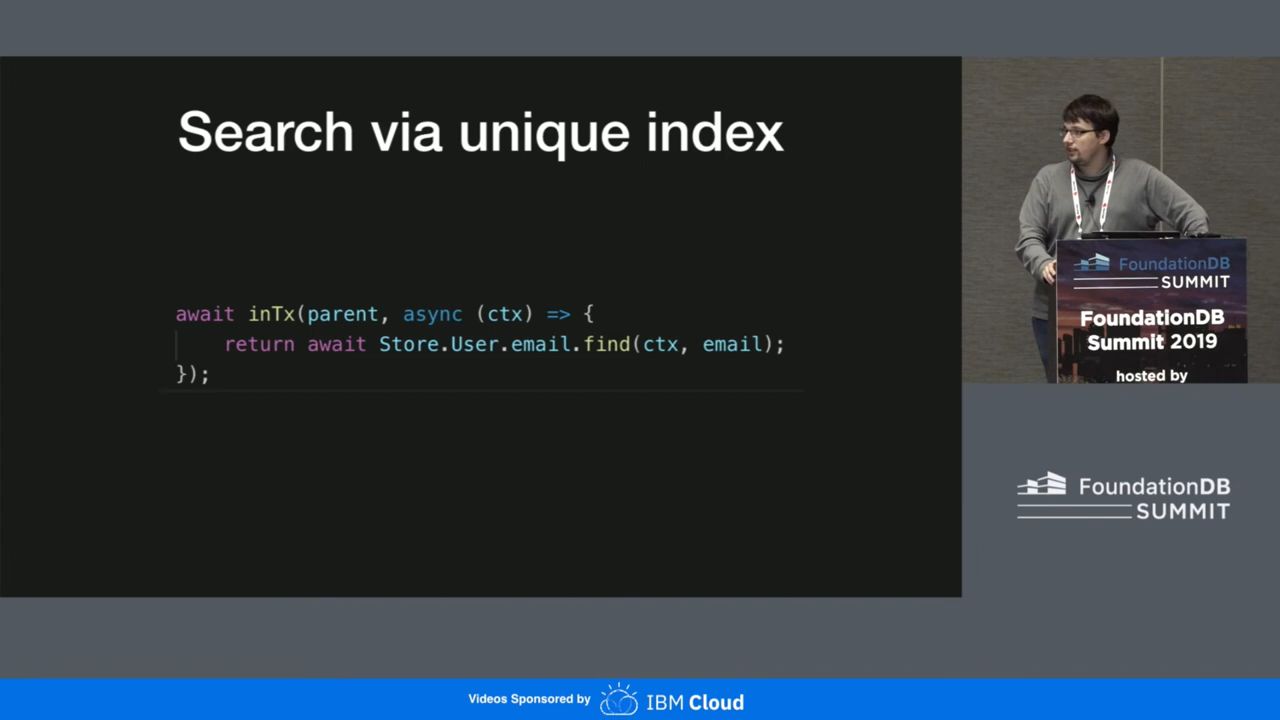 Search via unique index
await inTx(parent, async (ctx) => {
return await Store.User.email.find(ctx, email);
});
FoundationDB
SUMMIT
FoundationDB
Summit 2019
hosted by
FoundationDB
SUMMIT
Videos Sponsored by IBM Cloud